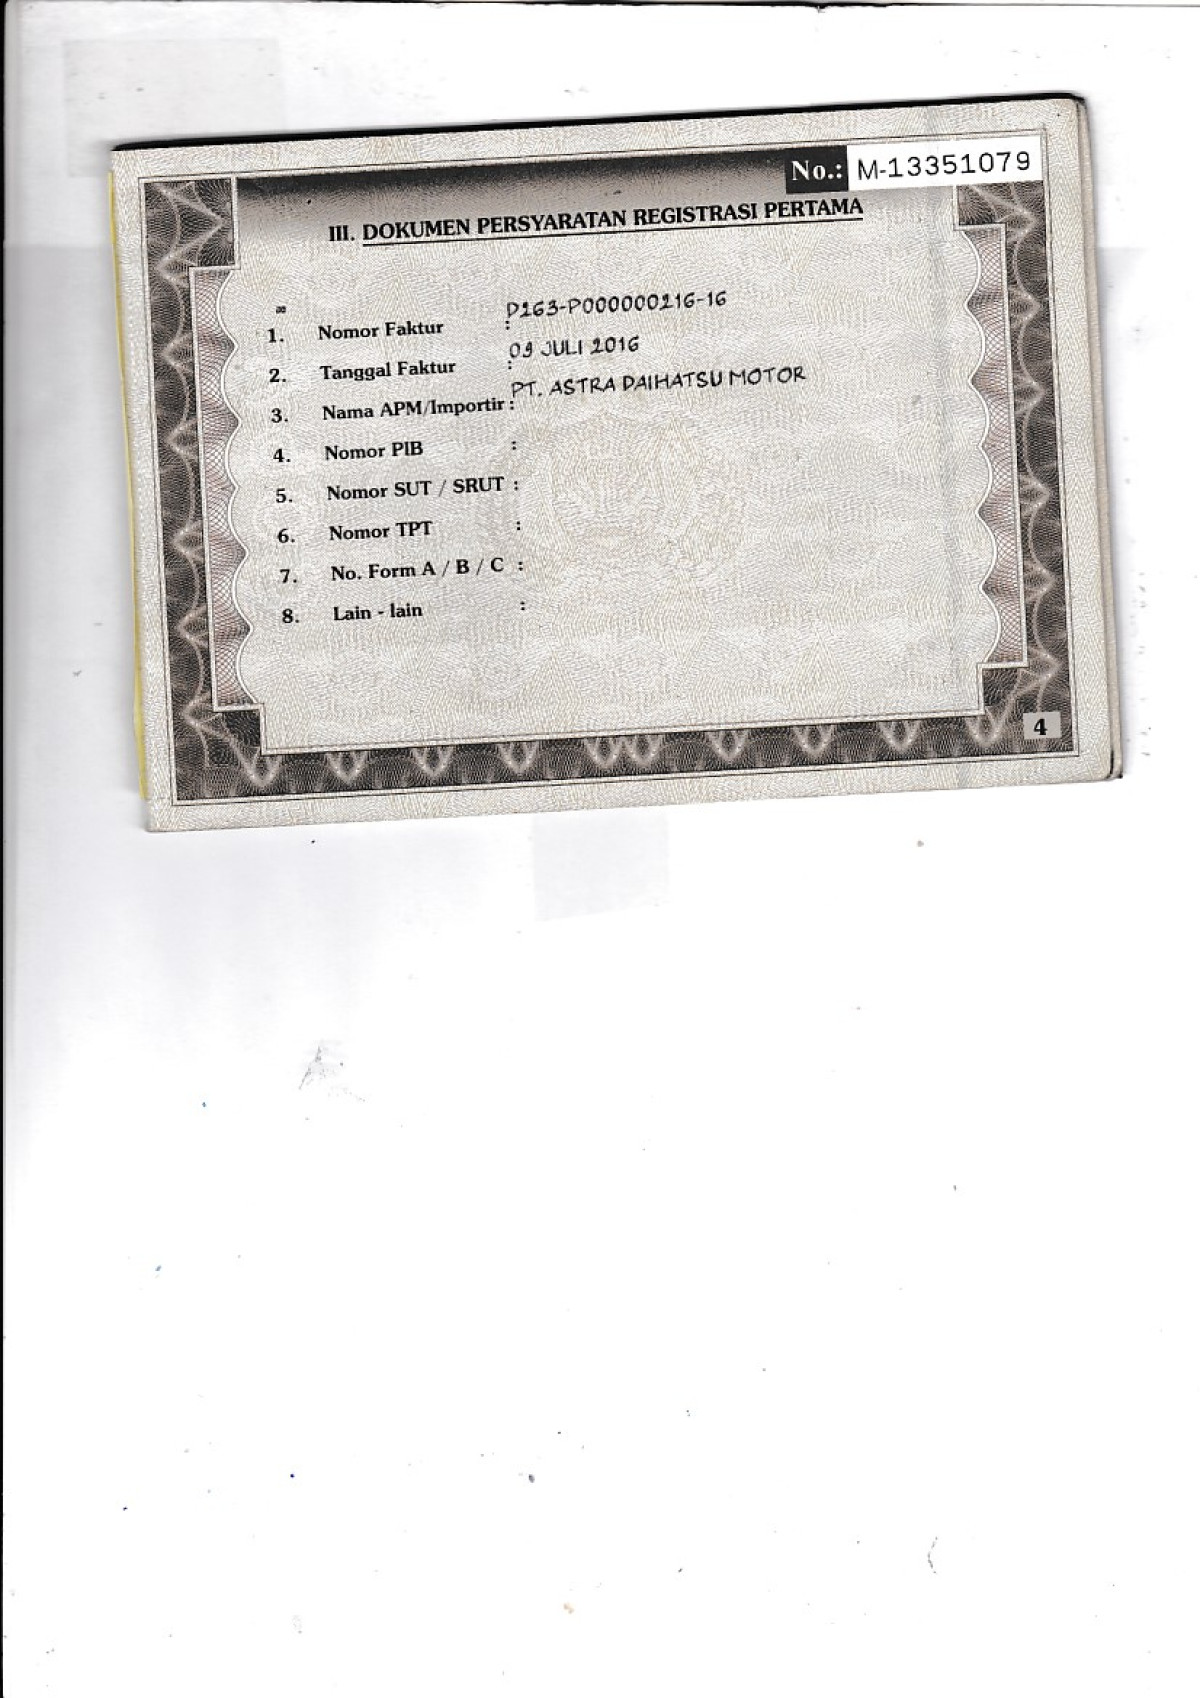 No.: M-13351079
III. DOKUMEN PERSYARATAN REGISTRASI PERTAMA
1. Nomor Faktur : D163-P000000216-16
2. Tanggal Faktur : 09 JULI 2016
3. Nama APM/Importir : PT. ASTRA DAIHATSU MOTOR
4. Nomor PIB :
5. Nomor SUT / SRUT :
6. Nomor TPT :
7. No. Form A / B / C :
8. Lain - lain :
4